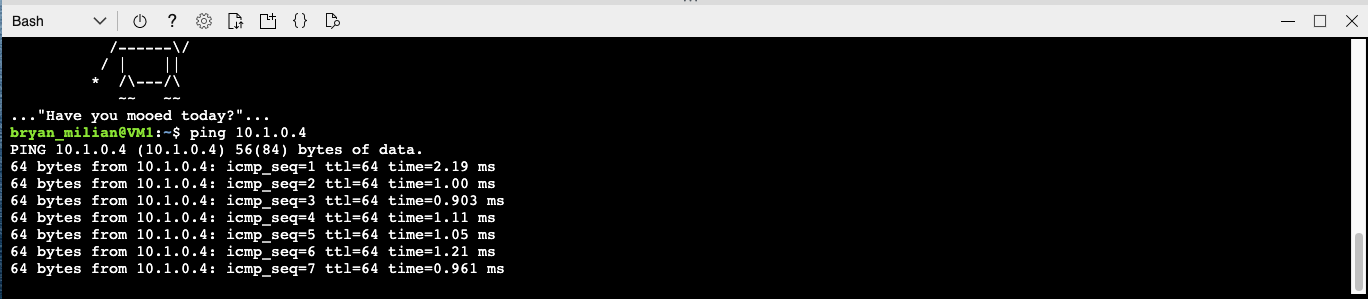 Bash
?
{}
/------\/
/ |    ||
*  /\---/\
~~   ~~
..."Have you mooed today?"...
bryan_milian@VM1:~$ ping 10.1.0.4
PING 10.1.0.4 (10.1.0.4) 56(84) bytes of data.
64 bytes from 10.1.0.4: icmp_seq=1 ttl=64 time=2.19 ms
64 bytes from 10.1.0.4: icmp_seq=2 ttl=64 time=1.00 ms
64 bytes from 10.1.0.4: icmp_seq=3 ttl=64 time=0.903 ms
64 bytes from 10.1.0.4: icmp_seq=4 ttl=64 time=1.11 ms
64 bytes from 10.1.0.4: icmp_seq=5 ttl=64 time=1.05 ms
64 bytes from 10.1.0.4: icmp_seq=6 ttl=64 time=1.21 ms
64 bytes from 10.1.0.4: icmp_seq=7 ttl=64 time=0.961 ms